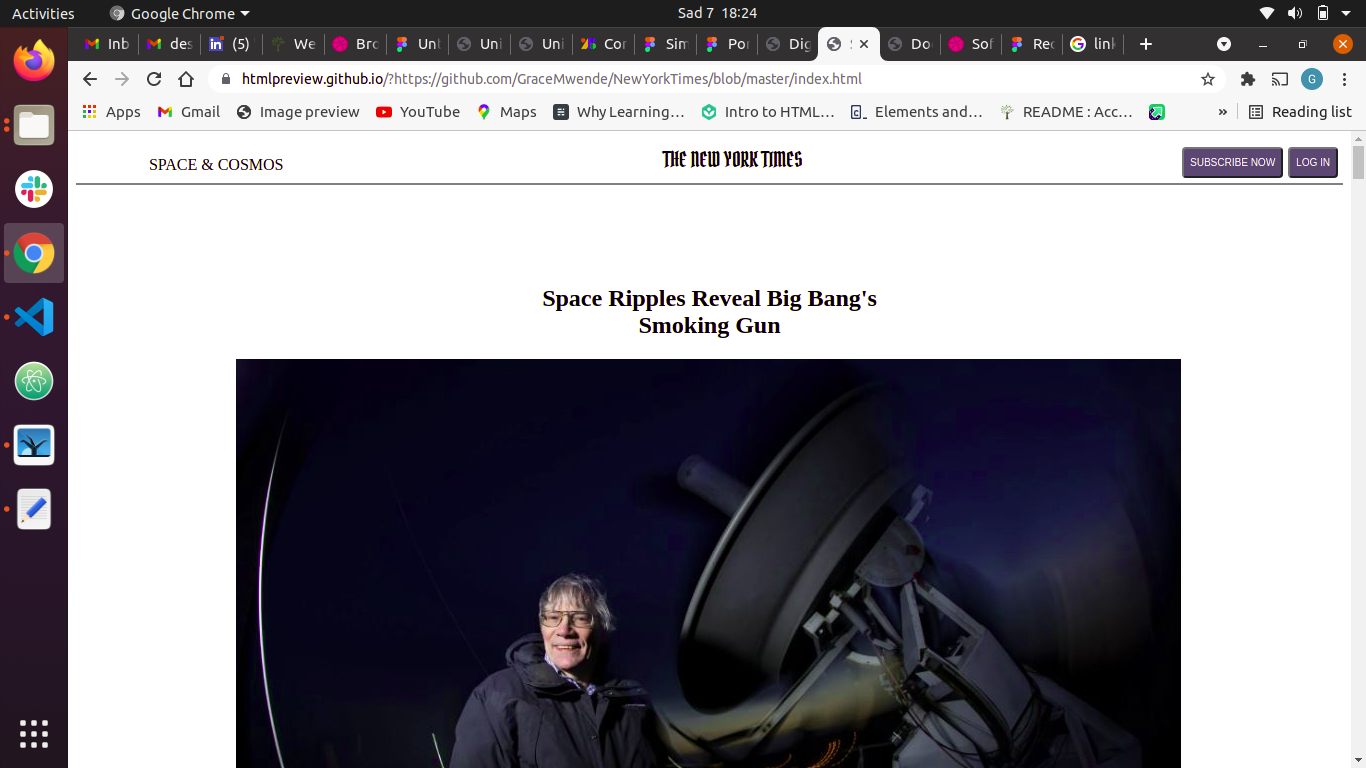 Activities Google Chrome Sad 7 18:24
Inb des (5) We Bro Unt Uni Uni Cor Sim Por Dig Do Sof Rec link
htmlpreview.github.io/?https://github.com/GraceMwende/NewYorkTimes/blob/master/index.html G
Apps Gmail Image preview YouTube Maps Why Learning… Intro to HTML… Elements and… README : Acc… » Reading list
SPACE & COSMOS THE NEW YORK TIMES SUBSCRIBE NOW LOG IN
Space Ripples Reveal Big Bang's
Smoking Gun